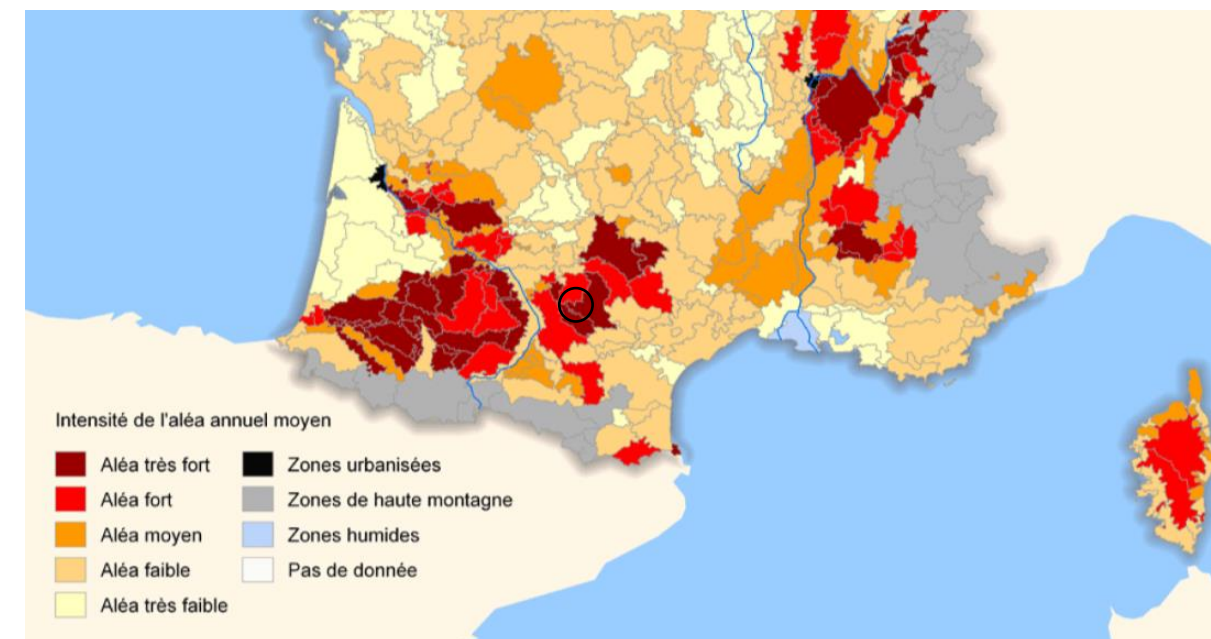 Intensité de l'aléa annuel moyen
Aléa très fort
Zones urbanisées
Aléa fort
Zones de haute montagne
Aléa moyen
Zones humides
Aléa faible
Pas de donnée
Aléa très faible